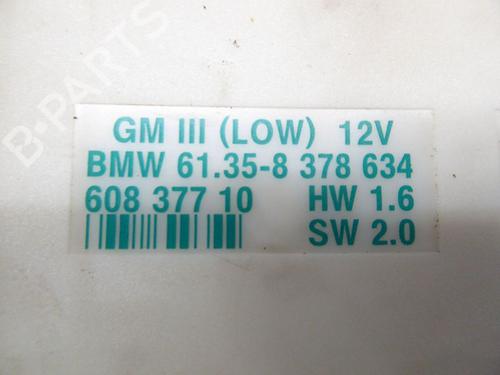 B-PARTS
GM III (LOW) 12V
BMW 61.35-8 378 634
608 377 10 HW 1.6
SW 2.0